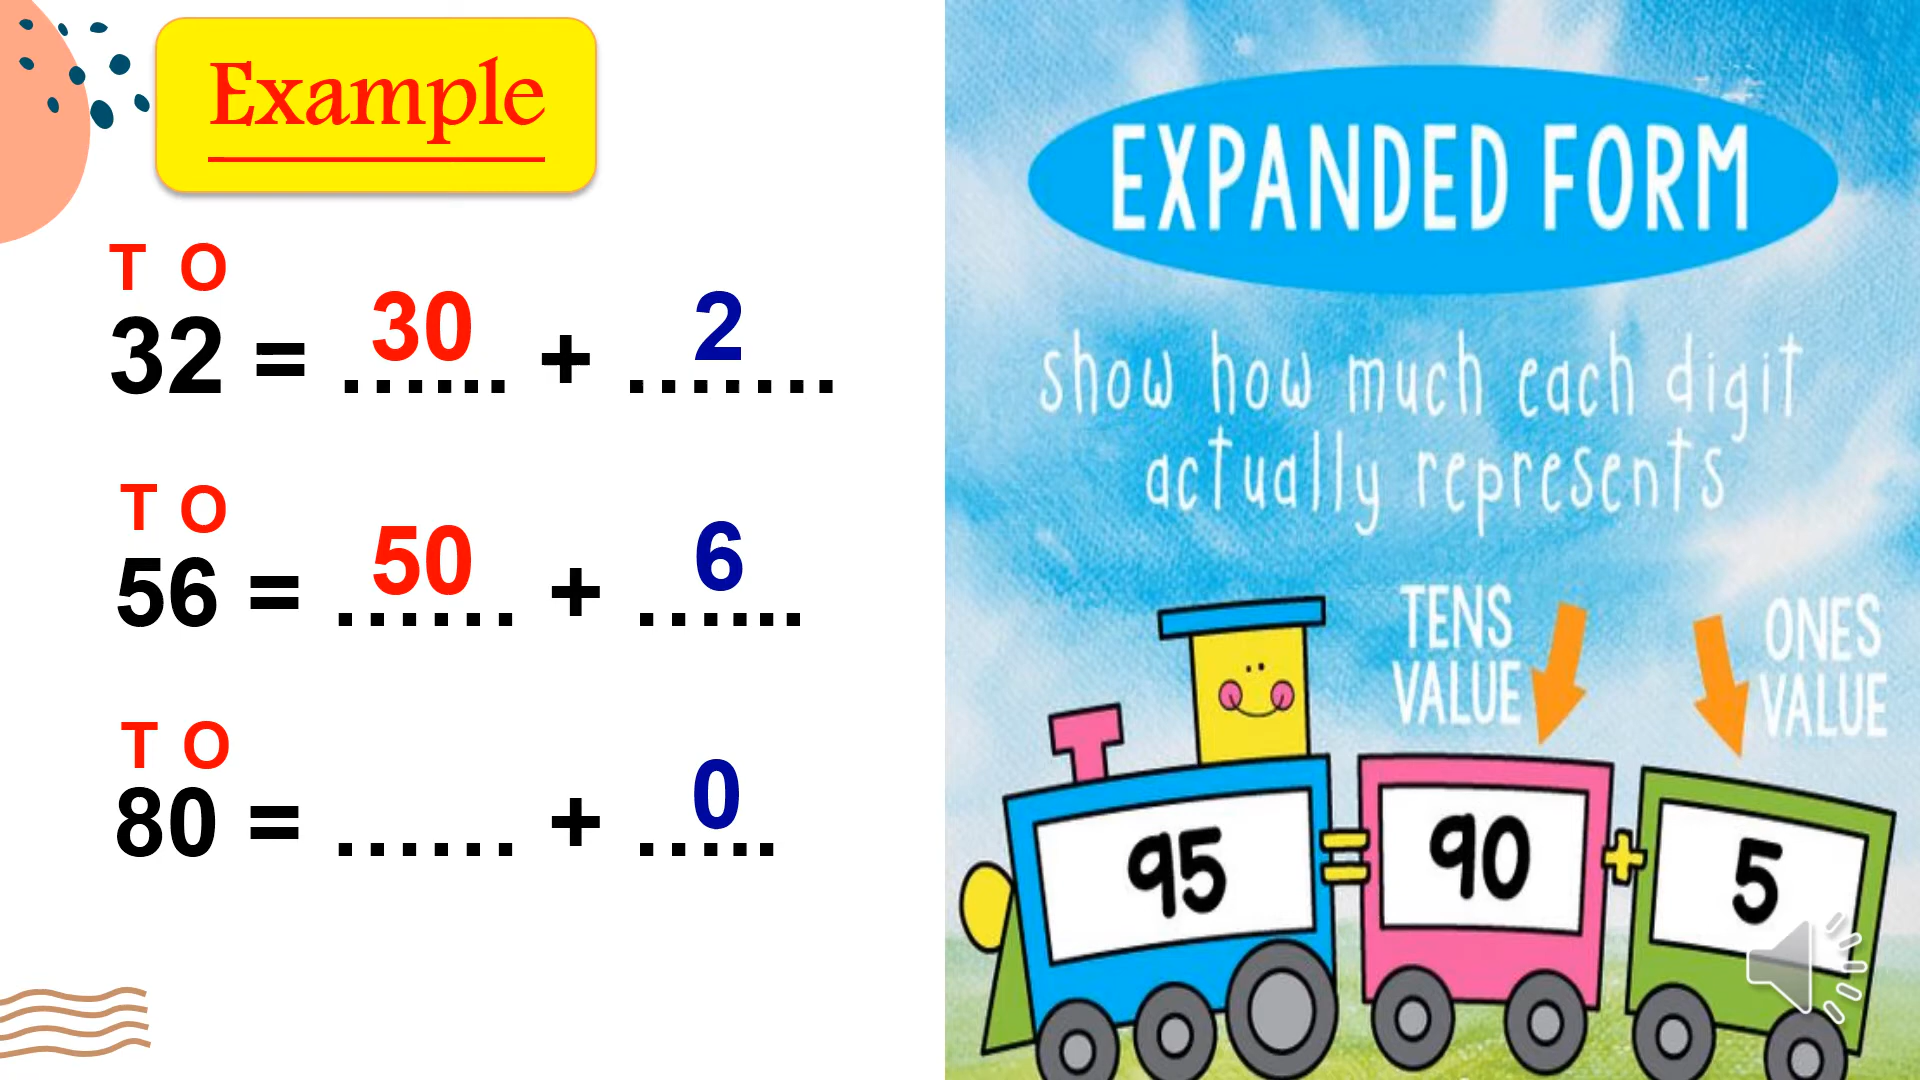 Example
T O
32 = 30 + 2
T O
56 = 50 + 6
T O
80 = ...... + 0
EXPANDED FORM
show how much each digit
actually represents
TENS
VALUE
ONES
VALUE
95 = 90 + 5